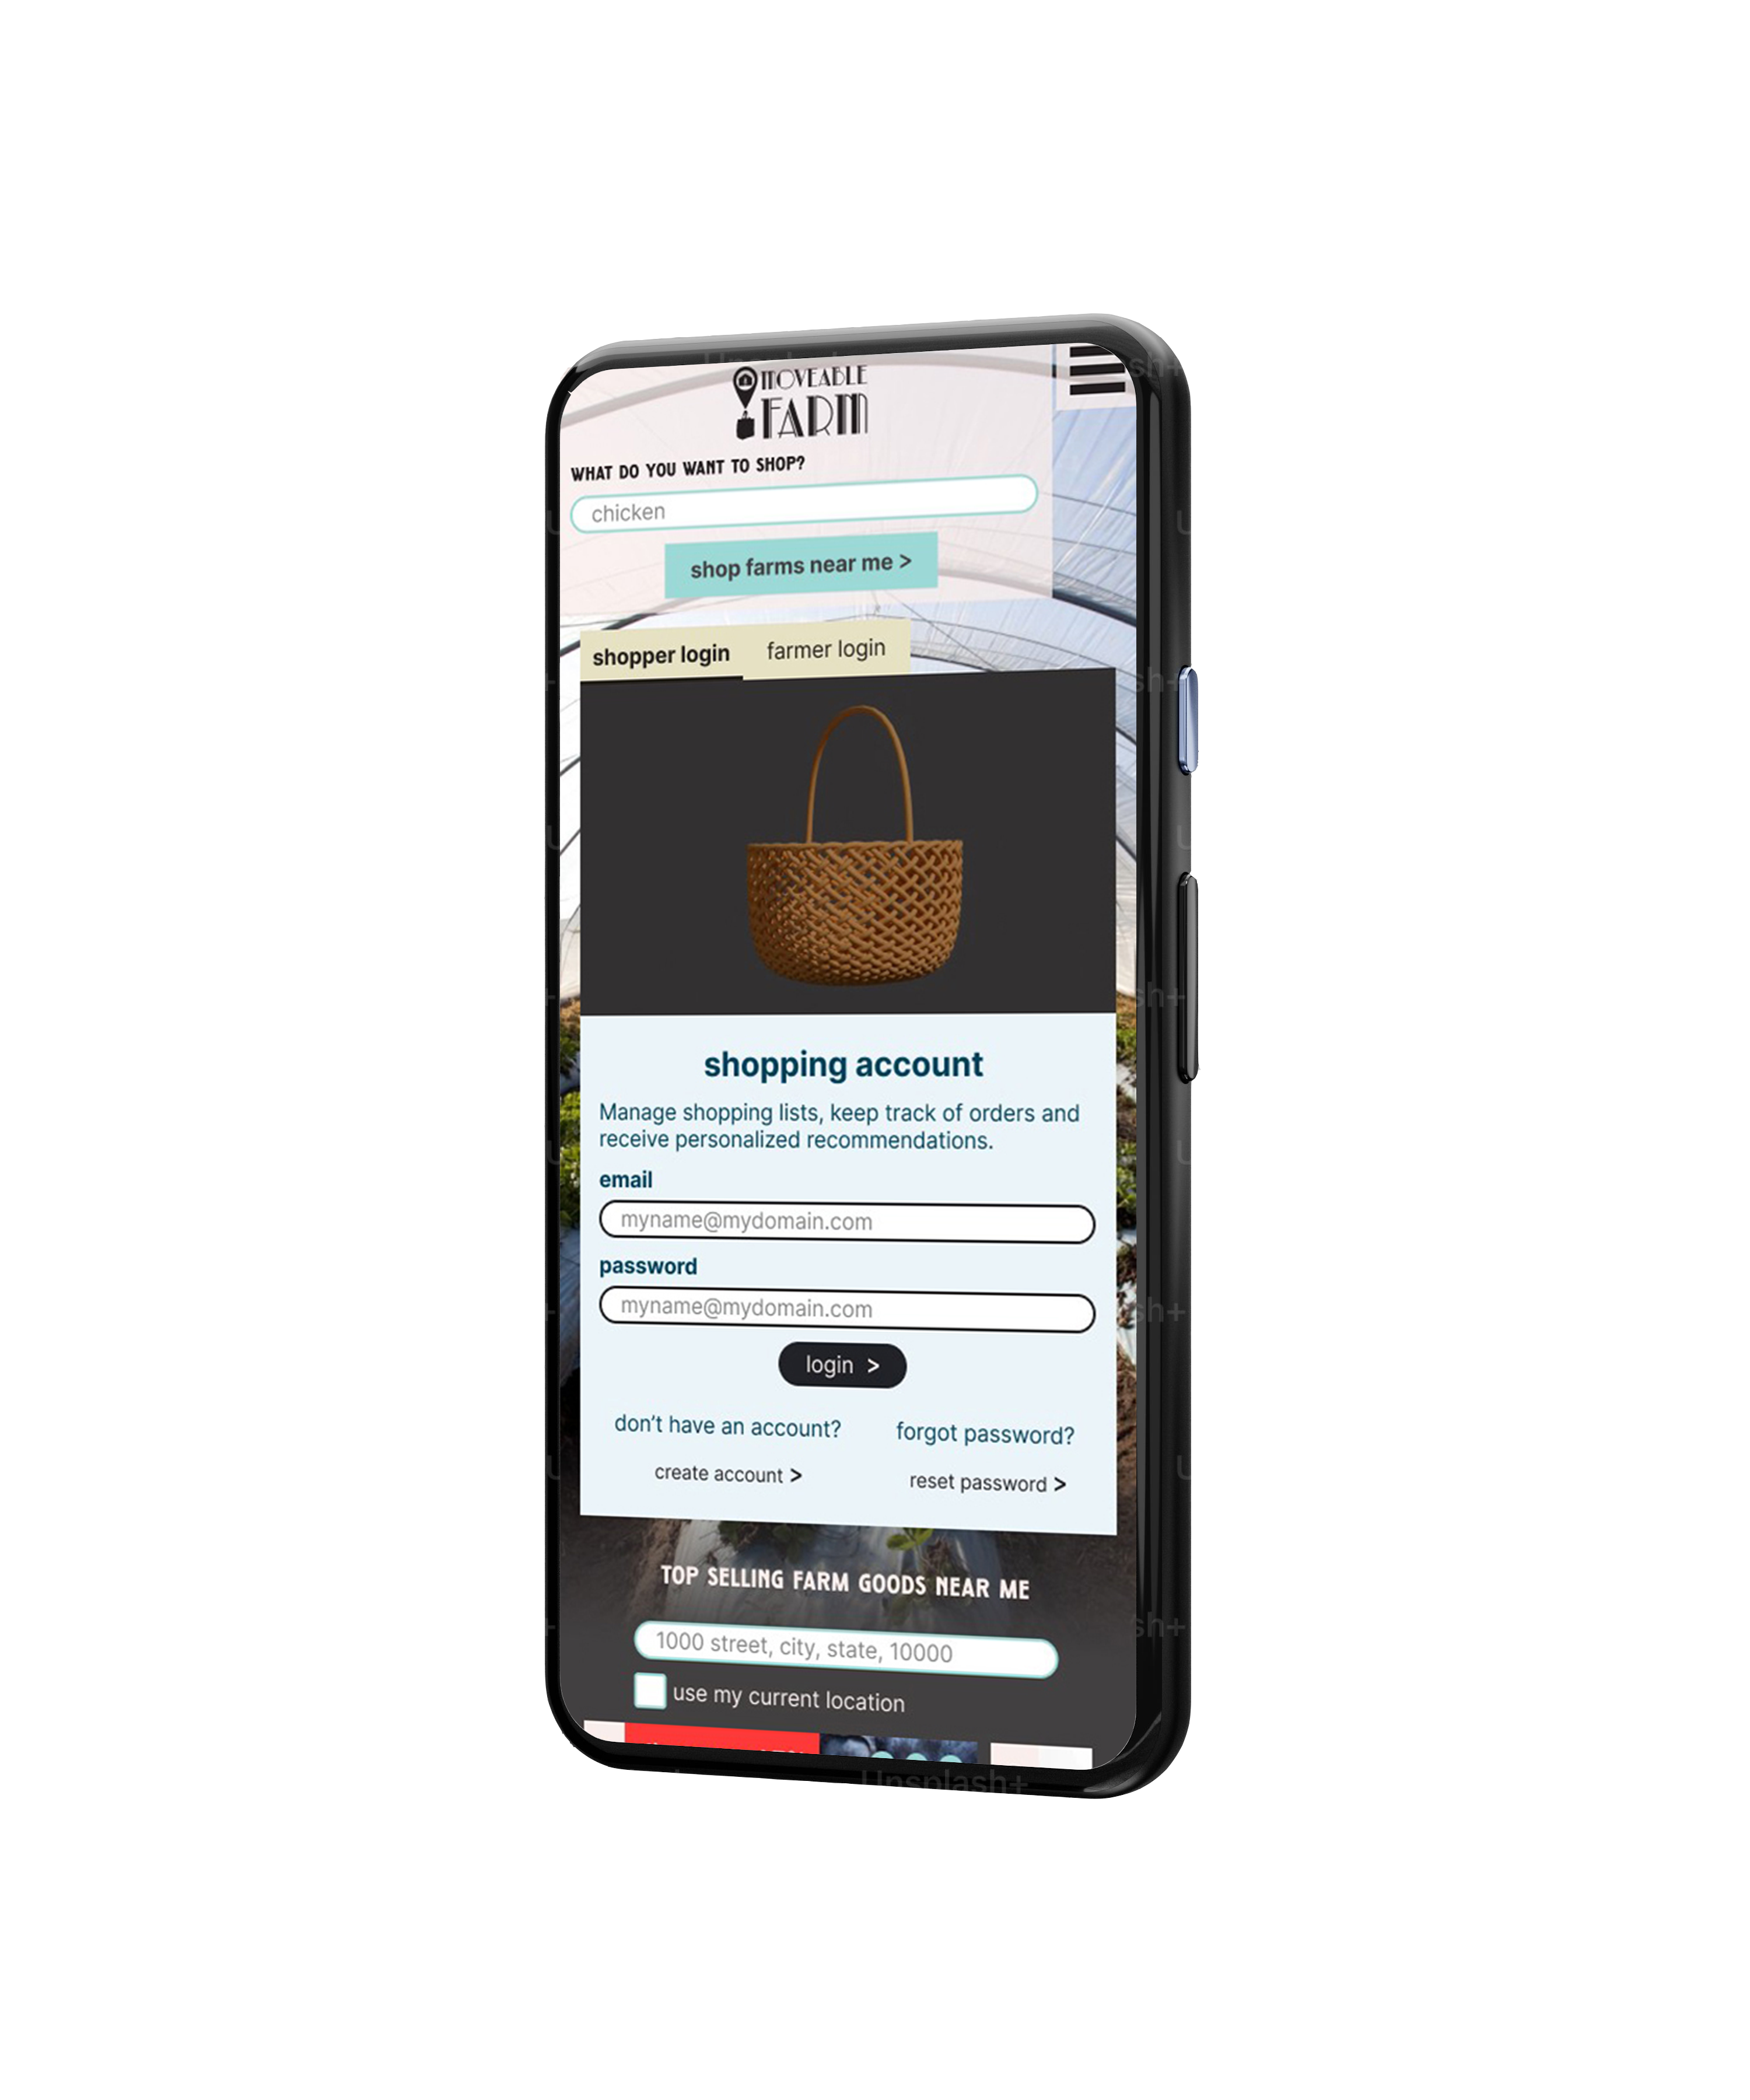 MOVEABLE
FARM
WHAT DO YOU WANT TO SHOP?
chicken
shop farms near me >
shopper login farmer login
shopping account
Manage shopping lists, keep track of orders and
receive personalized recommendations.
email
myname@mydomain.com
password
myname@mydomain.com
login >
don't have an account? forgot password?
create account > reset password >
TOP SELLING FARM GOODS NEAR ME
1000 street, city, state, 10000
use my current location
Unsplash+